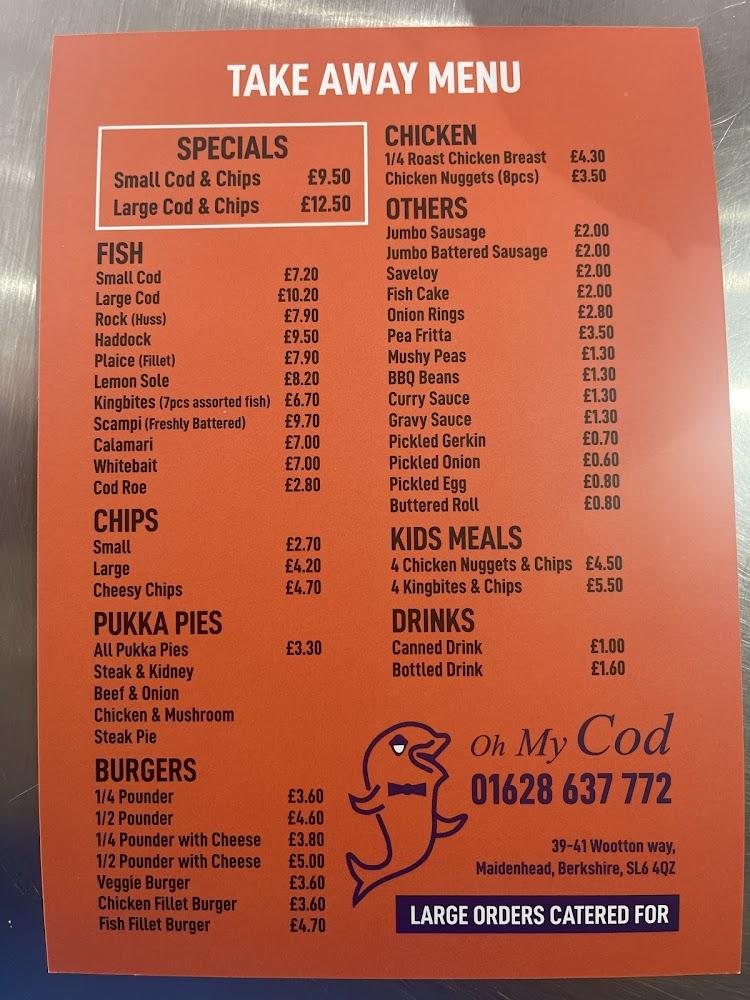 TAKE AWAY MENU
SPECIALS
Small Cod & Chips £9.50
Large Cod & Chips £12.50
FISH
Small Cod £7.20
Large Cod £10.20
Rock (Huss) £7.90
Haddock £9.50
Plaice (Fillet) £7.90
Lemon Sole £8.20
Kingbites (7pcs assorted fish) £6.70
Scampi (Freshly Battered) £9.70
Calamari £7.00
Whitebait £7.00
Cod Roe £2.80
CHIPS
Small £2.70
Large £4.20
Cheesy Chips £4.70
PUKKA PIES
All Pukka Pies £3.30
Steak & Kidney
Beef & Onion
Chicken & Mushroom
Steak Pie
BURGERS
1/4 Pounder £3.60
1/2 Pounder £4.60
1/4 Pounder with Cheese £3.80
1/2 Pounder with Cheese £5.00
Veggie Burger £3.60
Chicken Fillet Burger £3.60
Fish Fillet Burger £4.70
CHICKEN
1/4 Roast Chicken Breast £4.30
Chicken Nuggets (8pcs) £3.50
OTHERS
Jumbo Sausage £2.00
Jumbo Battered Sausage £2.00
Saveloy £2.00
Fish Cake £2.00
Onion Rings £2.80
Pea Fritta £3.50
Mushy Peas £1.30
BBQ Beans £1.30
Curry Sauce £1.30
Gravy Sauce £1.30
Pickled Gerkin £0.70
Pickled Onion £0.60
Pickled Egg £0.80
Buttered Roll £0.80
KIDS MEALS
4 Chicken Nuggets & Chips £4.50
4 Kingbites & Chips £5.50
DRINKS
Canned Drink £1.00
Bottled Drink £1.60
Oh My Cod
01628 637 772
39-41 Wootton way,
Maidenhead, Berkshire, SL6 4QZ
LARGE ORDERS CATERED FOR